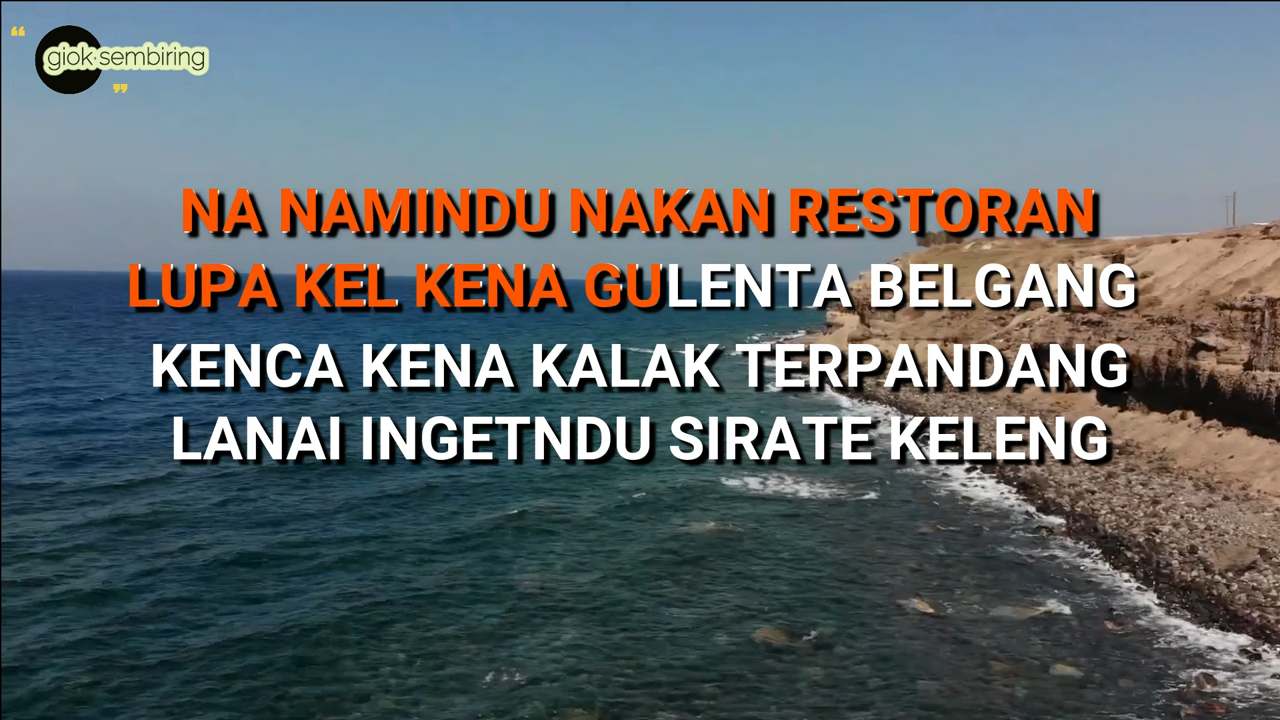 giok sembiring
NA NAMINDU NAKAN RESTORAN
LUPA KEL KENA GULENTA BELGANG
KENCA KENA KALAK TERPANDANG
LANAI INGETNDU SIRATE KELENG